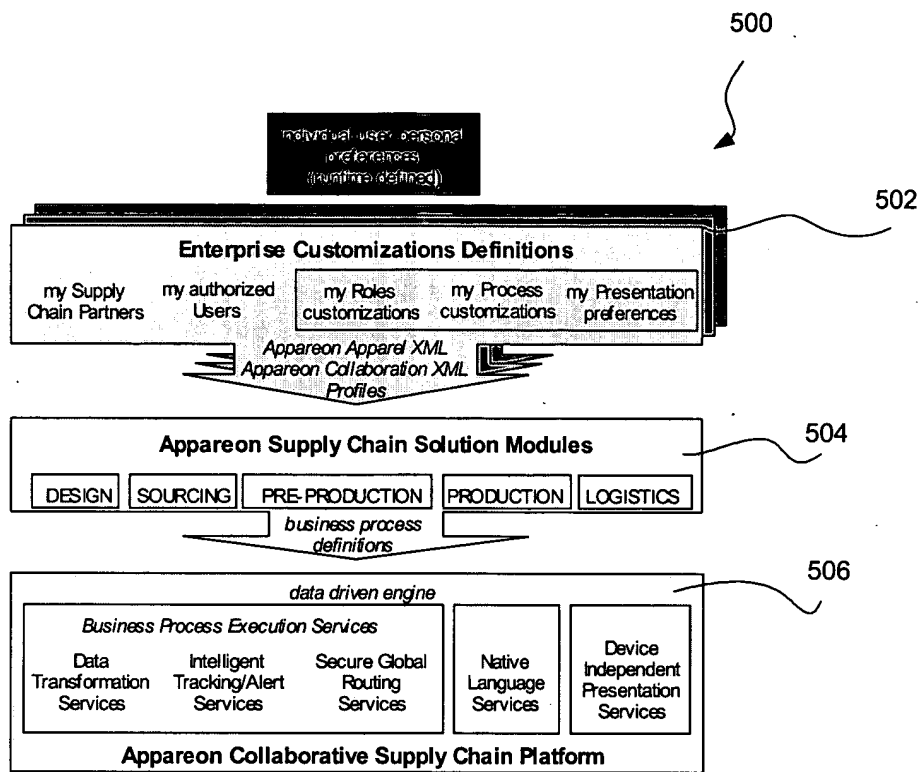 500
individual user personal
preferences
(runtime defined)
502
Enterprise Customizations Definitions
my Supply
Chain Partners
my authorized
Users
my Roles
customizations
my Process
customizations
my Presentation
preferences
Appareon Apparel XML
Appareon Collaboration XML
Profiles
504
Appareon Supply Chain Solution Modules
DESIGN
SOURCING
PRE-PRODUCTION
PRODUCTION
LOGISTICS
business process
definitions
506
data driven engine
Business Process Execution Services
Data
Transformation
Services
Intelligent
Tracking/Alert
Services
Secure Global
Routing
Services
Native
Language
Services
Device
Independent
Presentation
Services
Appareon Collaborative Supply Chain Platform